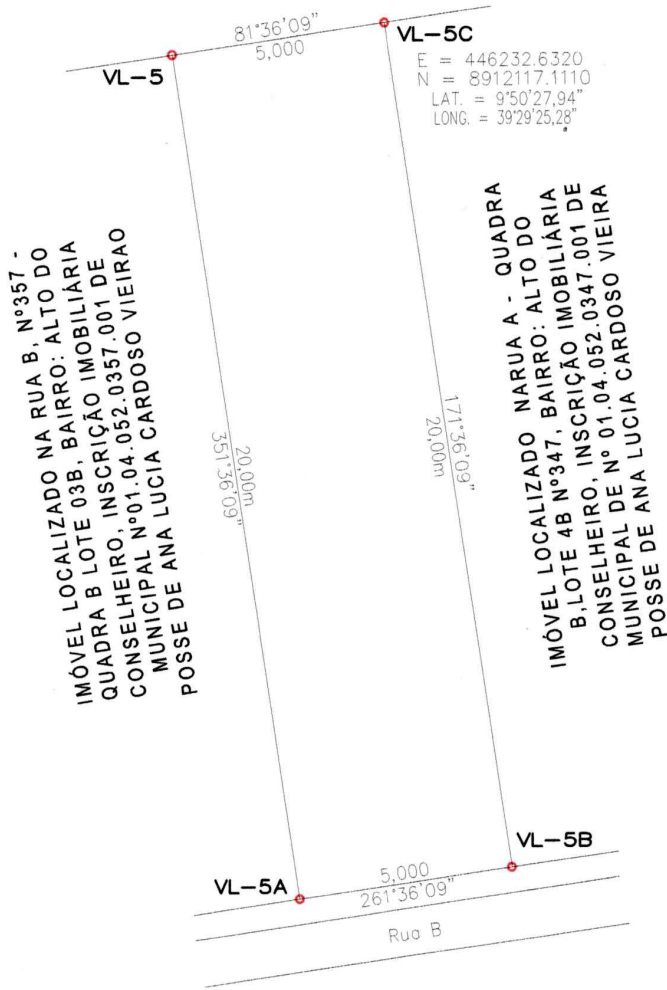 81°36'09"
5,000
VL-5
VL-5C
E = 446232.6320
N = 8912117.1110
LAT. = 9°50'27,94"
LONG. = 39°29'25,28"
IMÓVEL LOCALIZADO NA RUA B, Nº357 -
QUADRA B LOTE 03B, BAIRRO: ALTO DO
CONSELHEIRO, INSCRIÇÃO IMOBILIÁRIA
MUNICIPAL Nº01.04.052.0357.001 DE
POSSE DE ANA LUCIA CARDOSO VIEIRAO
20,00m
351°36'09"
171°36'09"
20,00m
IMÓVEL LOCALIZADO NARUA A - QUADRA
B,LOTE 4B Nº347, BAIRRO: ALTO DO
CONSELHEIRO, INSCRIÇÃO IMOBILIÁRIA
MUNICIPAL DE Nº 01.04.052.0347.001 DE
POSSE DE ANA LUCIA CARDOSO VIEIRA
VL-5A
5,000
261°36'09"
VL-5B
Rua B